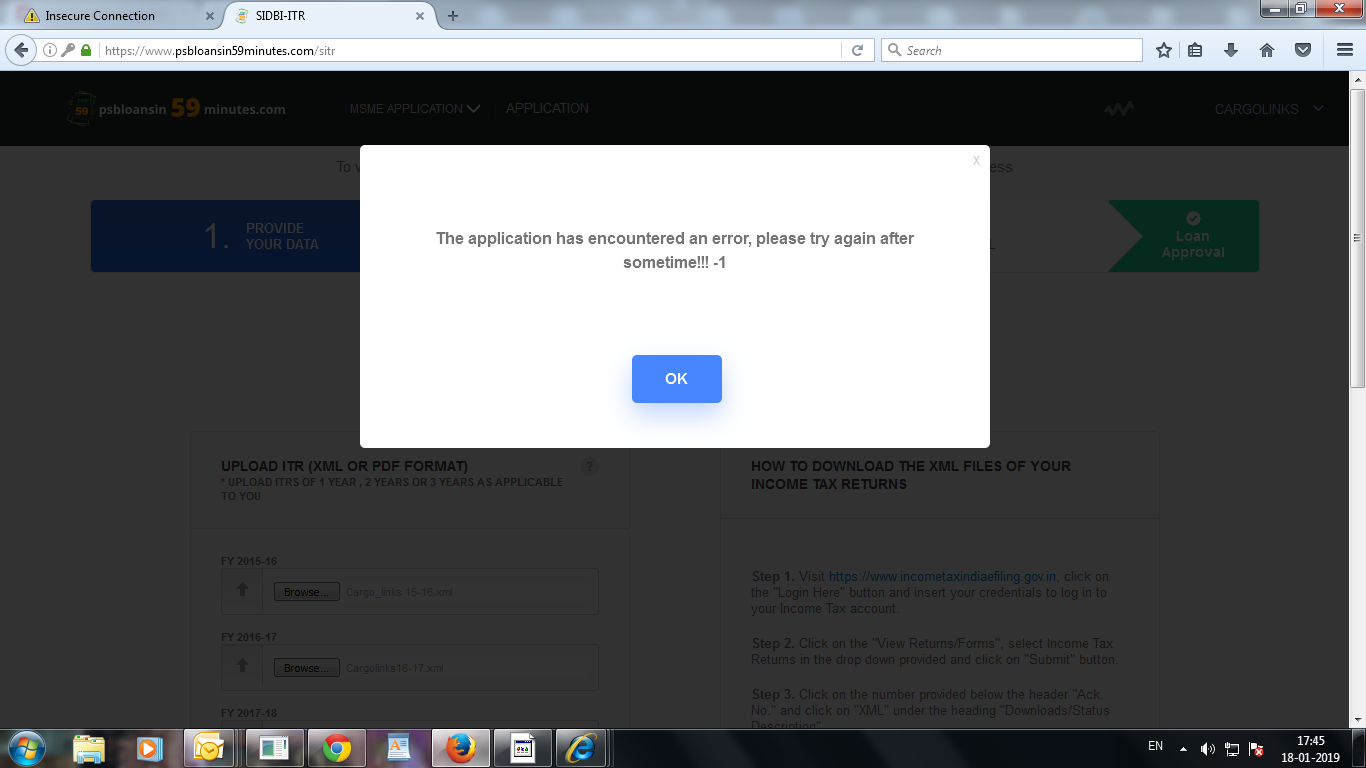 Insecure Connection
SIDBI-ITR
https://www.psbloansin59minutes.com/sitr
Search
psbloansin 59 minutes.com
MSME APPLICATION
APPLICATION
CARGOLINKS
To
X
1. PROVIDE
YOUR DATA
Loan
Approval
The application has encountered an error, please try again after
sometime!!! -1
OK
UPLOAD ITR (XML OR PDF FORMAT)
?
* UPLOAD ITRS OF 1 YEAR , 2 YEARS OR 3 YEARS AS APPLICABLE
TO YOU
FY 2015-16
Browse... Cargo_links 15-16.xml
FY 2016-17
Browse... Cargolinks16-17.xml
FY 2017-18
HOW TO DOWNLOAD THE XML FILES OF YOUR
INCOME TAX RETURNS
Step 1. Visit https://www.incometaxindiaefiling.gov.in, click on
the "Login Here" button and insert your credentials to log in to
your Income Tax account.
Step 2. Click on the "View Returns/Forms", select Income Tax
Returns in the drop down provided and click on "Submit" button.
Step 3. Click on the number provided below the header "Ack.
No." and click on "XML" under the heading "Downloads/Status
Description"
EN
17:45
18-01-2019